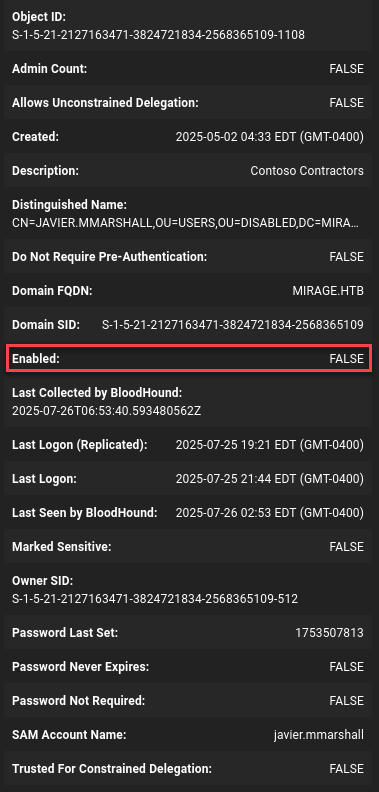 Object ID:
S-1-5-21-2127163471-3824721834-2568365109-1108
Admin Count: FALSE
Allows Unconstrained Delegation: FALSE
Created: 2025-05-02 04:33 EDT (GMT-0400)
Description: Contoso Contractors
Distinguished Name:
CN=JAVIER.MMARSHALL,OU=USERS,OU=DISABLED,DC=MIRA...
Do Not Require Pre-Authentication: FALSE
Domain FQDN: MIRAGE.HTB
Domain SID: S-1-5-21-2127163471-3824721834-2568365109
Enabled: FALSE
Last Collected by BloodHound:
2025-07-26T06:53:40.593480562Z
Last Logon (Replicated): 2025-07-25 19:21 EDT (GMT-0400)
Last Logon: 2025-07-25 21:44 EDT (GMT-0400)
Last Seen by BloodHound: 2025-07-26 02:53 EDT (GMT-0400)
Marked Sensitive: FALSE
Owner SID:
S-1-5-21-2127163471-3824721834-2568365109-512
Password Last Set: 1753507813
Password Never Expires: FALSE
Password Not Required: FALSE
SAM Account Name: javier.mmarshall
Trusted For Constrained Delegation: FALSE